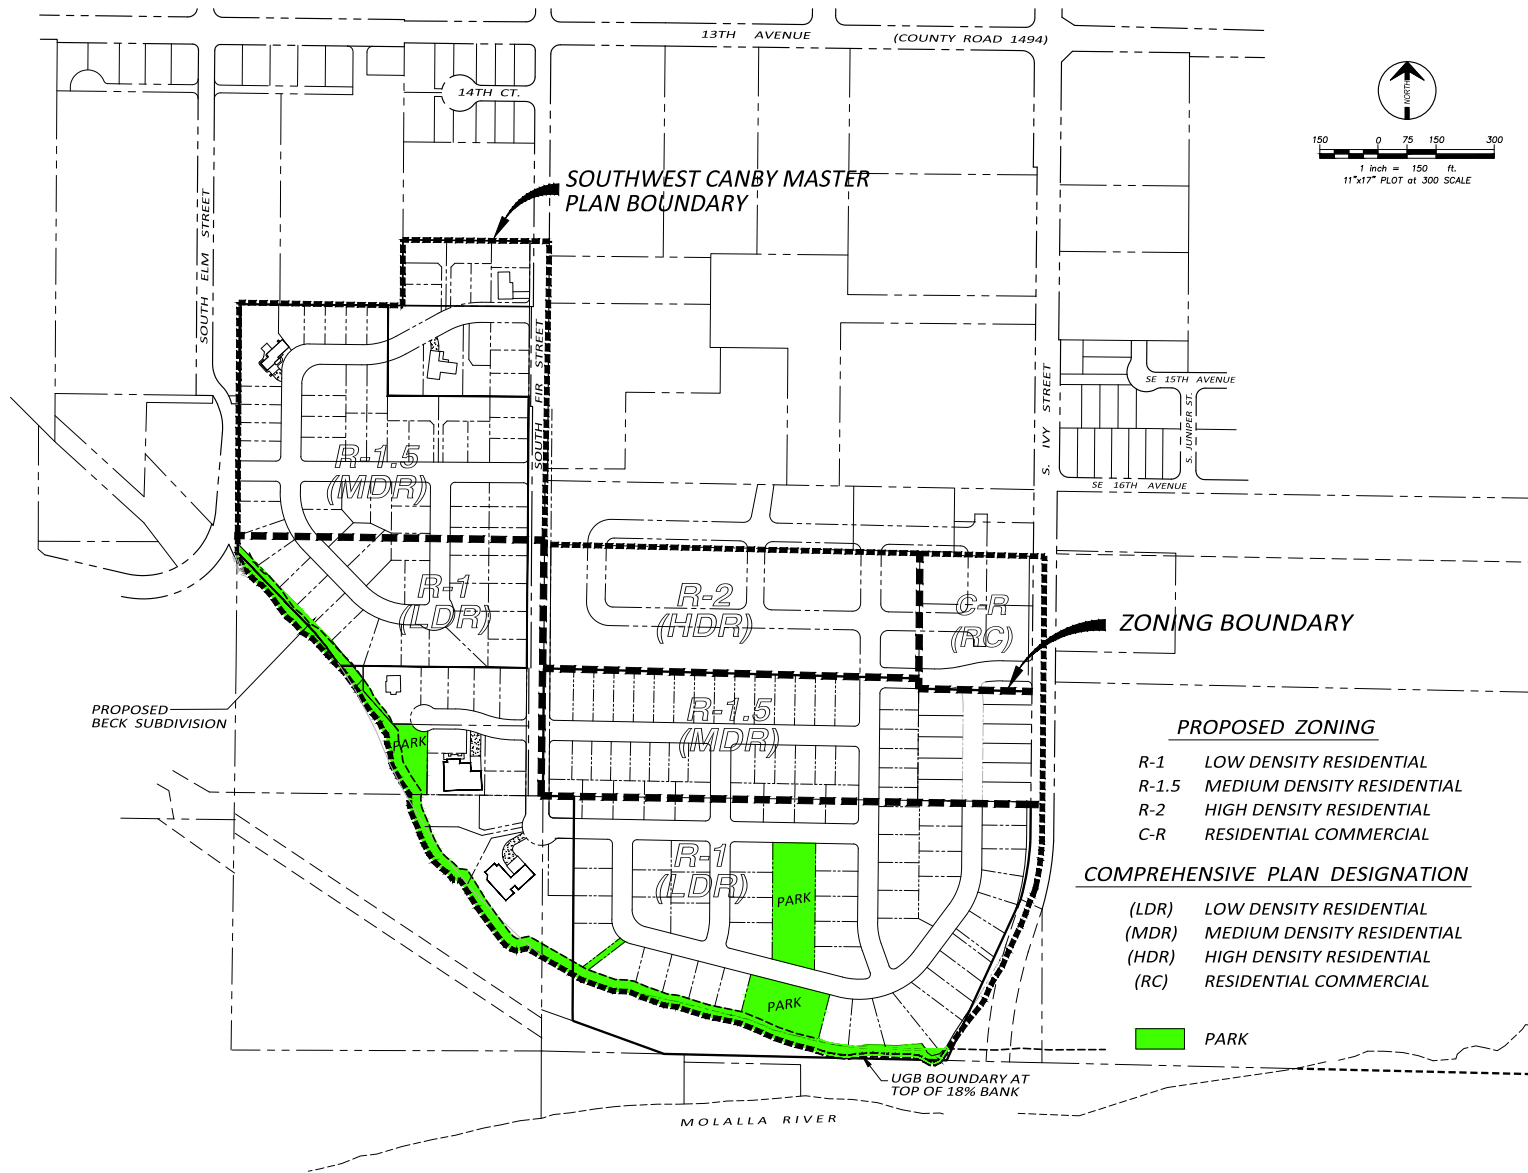 13TH AVENUE (COUNTY ROAD 1494)
14TH CT.
NORTH
150 0 75 150 300
1 inch = 150 ft.
11"x17" PLOT at 300 SCALE
SOUTHWEST CANBY MASTER
PLAN BOUNDARY
SOUTH ELM STREET
SOUTH FIR STREET
S. IVY STREET
SE 15TH AVENUE
S. JUNIPER ST.
SE 16TH AVENUE
R-1.5
(MDR)
R-1
(LDR)
R-2
(HDR)
C-R
(RC)
ZONING BOUNDARY
PROPOSED
BECK SUBDIVISION
PARK
R-1.5
(MDR)
R-1
(LDR)
PARK
PARK
PROPOSED ZONING
R-1 LOW DENSITY RESIDENTIAL
R-1.5 MEDIUM DENSITY RESIDENTIAL
R-2 HIGH DENSITY RESIDENTIAL
C-R RESIDENTIAL COMMERCIAL
COMPREHENSIVE PLAN DESIGNATION
(LDR) LOW DENSITY RESIDENTIAL
(MDR) MEDIUM DENSITY RESIDENTIAL
(HDR) HIGH DENSITY RESIDENTIAL
(RC) RESIDENTIAL COMMERCIAL
PARK
UGB BOUNDARY AT
TOP OF 18% BANK
MOLALLA RIVER